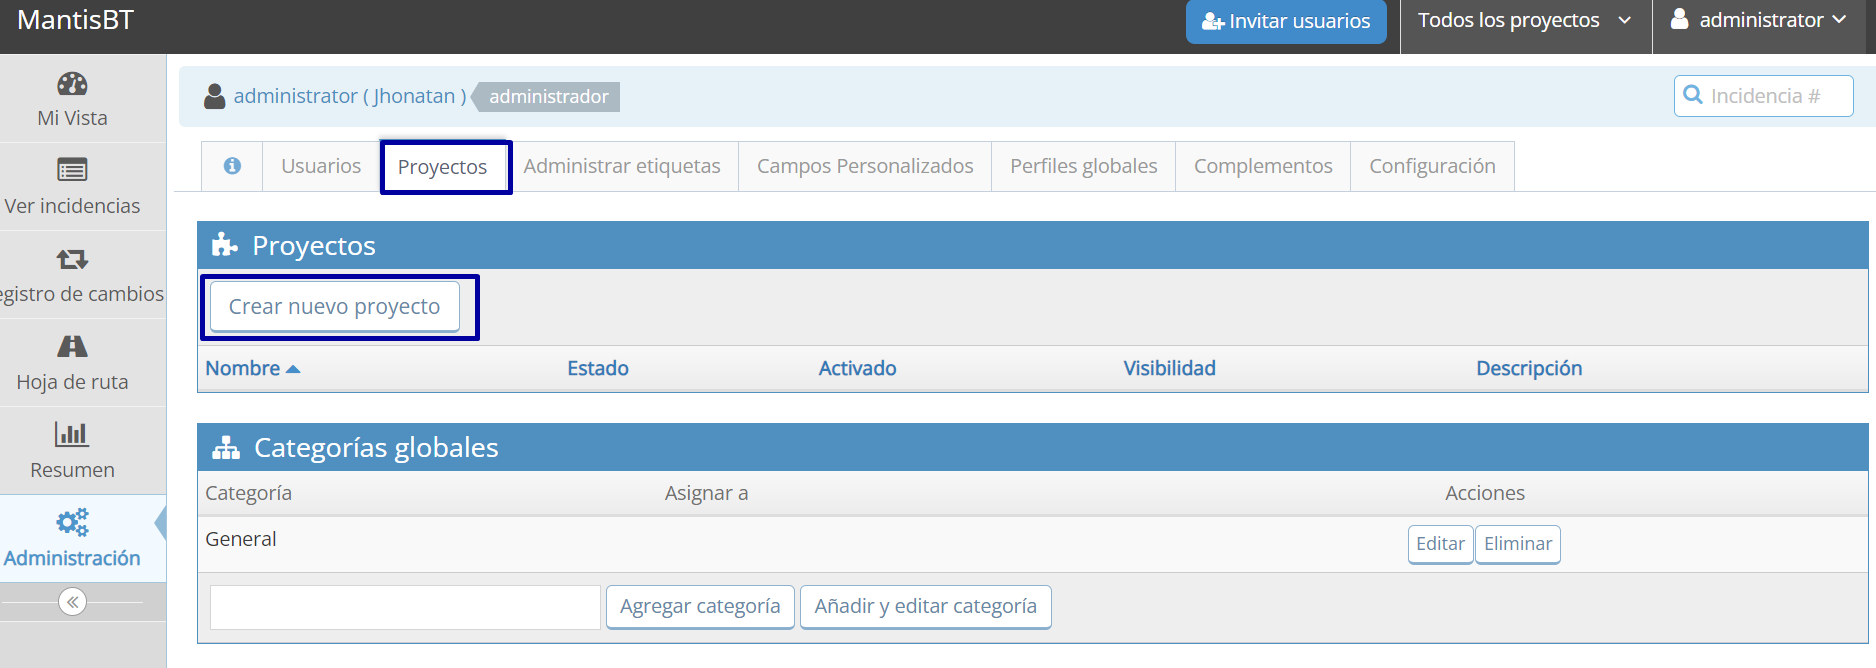 MantisBT
Invitar usuarios
Todos los proyectos
administrator
Mi Vista
Ver incidencias
egistro de cambios
Hoja de ruta
Resumen
Administración
administrator ( Jhonatan )
administrador
Incidencia #
Usuarios
Proyectos
Administrar etiquetas
Campos Personalizados
Perfiles globales
Complementos
Configuración
Proyectos
Crear nuevo proyecto
Nombre
Estado
Activado
Visibilidad
Descripción
Categorías globales
Categoría
Asignar a
Acciones
General
Editar
Eliminar
Agregar categoría
Añadir y editar categoría